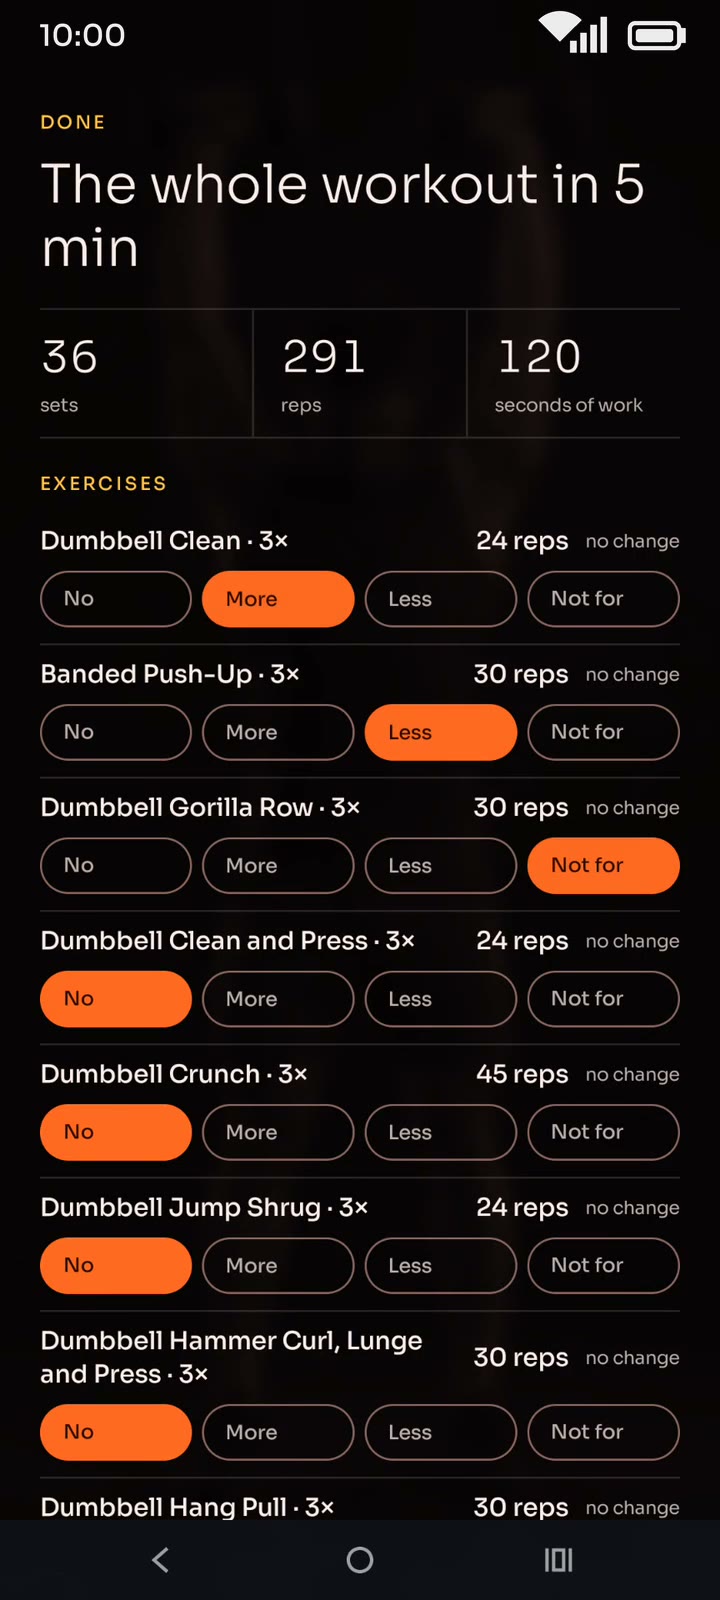 10:00
DONE
The whole workout in 5
min
36
sets
291
reps
120
seconds of work
EXERCISES
Dumbbell Clean · 3× 24 reps no change
No More Less Not for
Banded Push-Up · 3× 30 reps no change
No More Less Not for
Dumbbell Gorilla Row · 3× 30 reps no change
No More Less Not for
Dumbbell Clean and Press · 3× 24 reps no change
No More Less Not for
Dumbbell Crunch · 3× 45 reps no change
No More Less Not for
Dumbbell Jump Shrug · 3× 24 reps no change
No More Less Not for
Dumbbell Hammer Curl, Lunge
and Press · 3× 30 reps no change
No More Less Not for
Dumbbell Hang Pull · 3× 30 reps no change